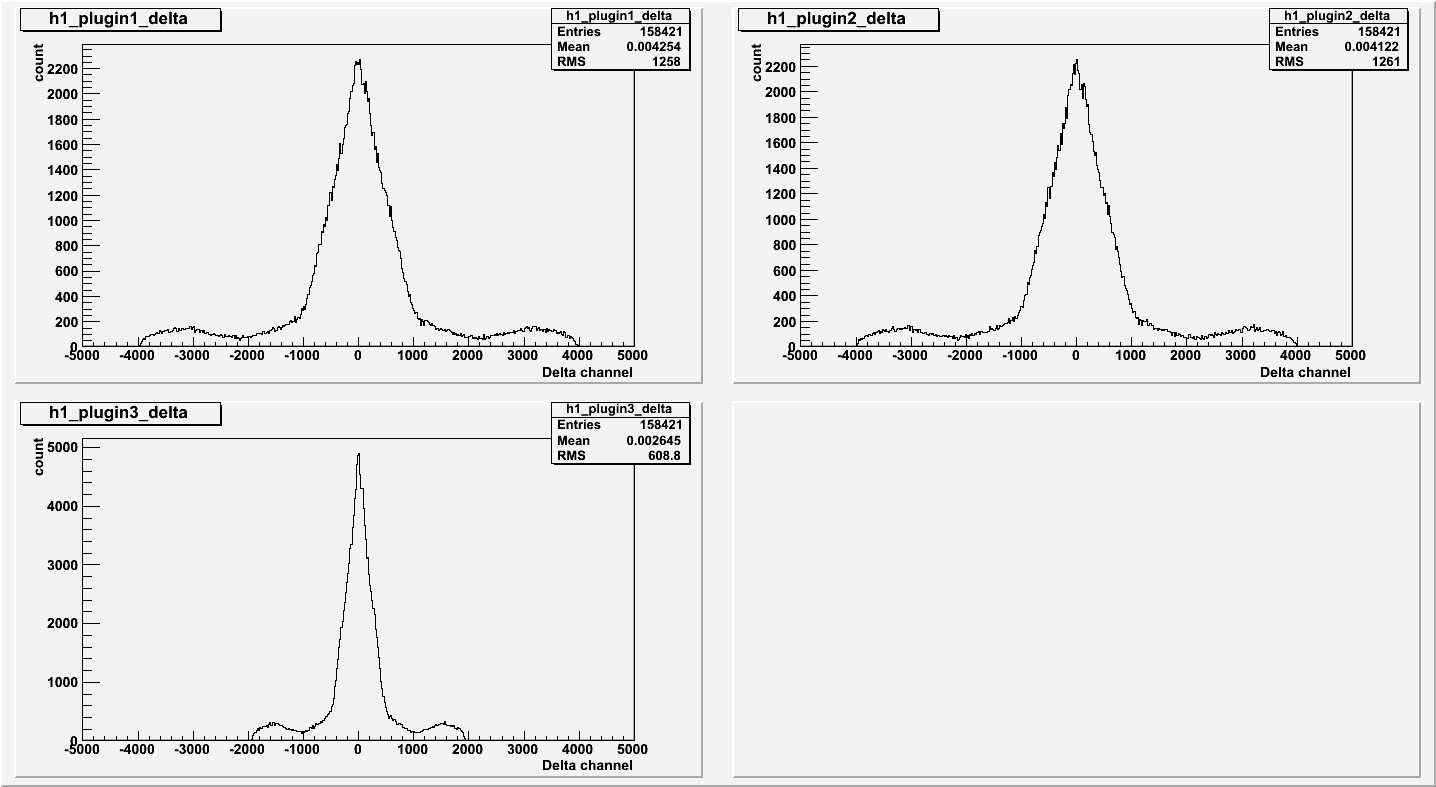 h1_plugin1_delta
h1_plugin1_delta
Entries 158421
Mean 0.004254
RMS 1258
count
2200
2000
1800
1600
1400
1200
1000
800
600
400
200
0
-5000 -4000 -3000 -2000 -1000 0 1000 2000 3000 4000 5000
Delta channel
h1_plugin2_delta
h1_plugin2_delta
Entries 158421
Mean 0.004122
RMS 1261
count
2200
2000
1800
1600
1400
1200
1000
800
600
400
200
0
-5000 -4000 -3000 -2000 -1000 0 1000 2000 3000 4000 5000
Delta channel
h1_plugin3_delta
h1_plugin3_delta
Entries 158421
Mean 0.002645
RMS 608.8
count
5000
4000
3000
2000
1000
0
-5000 -4000 -3000 -2000 -1000 0 1000 2000 3000 4000 5000
Delta channel